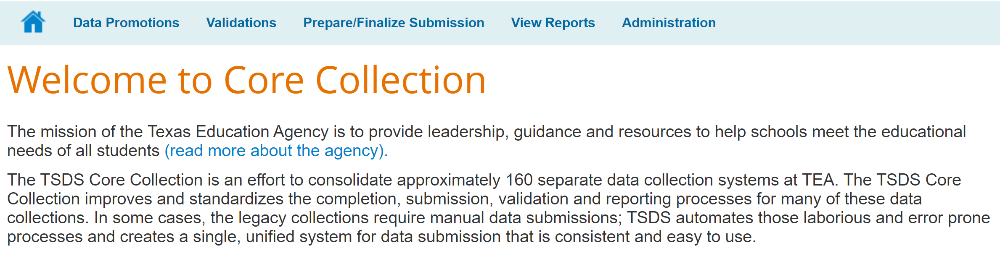 Data Promotions Validations Prepare/Finalize Submission View Reports Administration
Welcome to Core Collection
The mission of the Texas Education Agency is to provide leadership, guidance and resources to help schools meet the educational
needs of all students (read more about the agency).
The TSDS Core Collection is an effort to consolidate approximately 160 separate data collection systems at TEA. The TSDS Core
Collection improves and standardizes the completion, submission, validation and reporting processes for many of these data
collections. In some cases, the legacy collections require manual data submissions; TSDS automates those laborious and error prone
processes and creates a single, unified system for data submission that is consistent and easy to use.